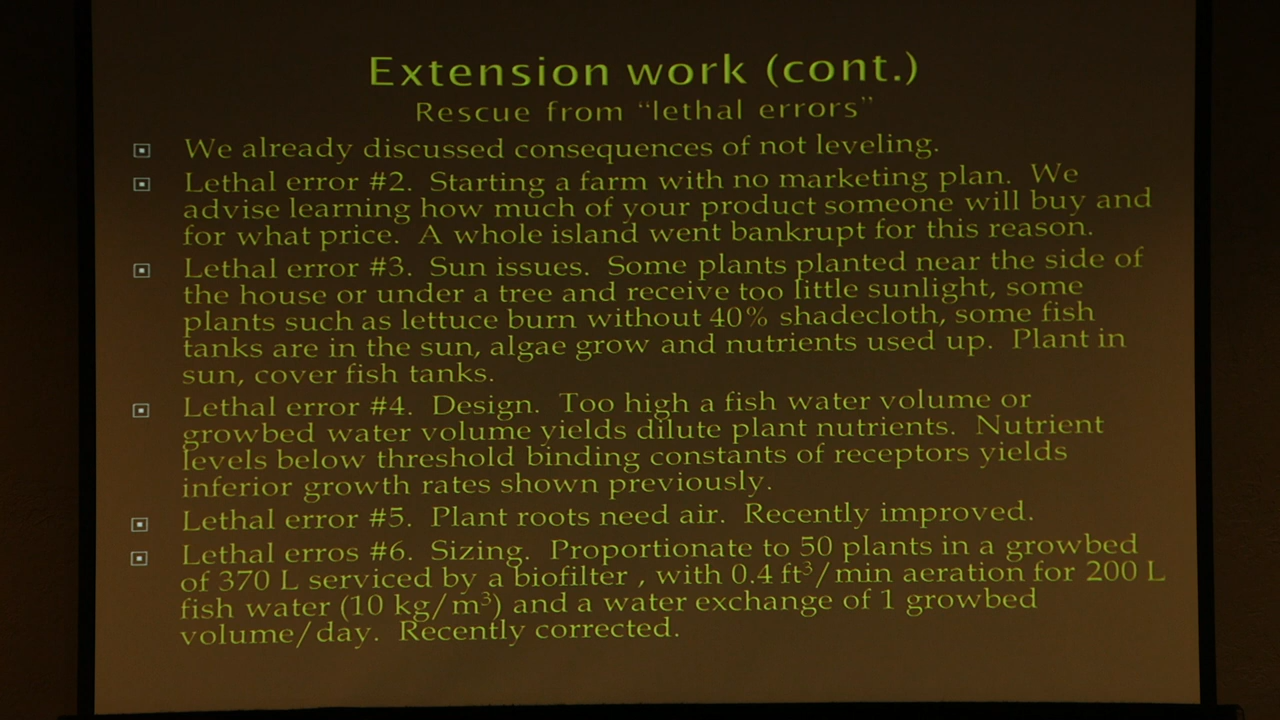 Extension work (cont.)
Rescue from “lethal errors”
We already discussed consequences of not leveling.
Lethal error #2. Starting a farm with no marketing plan. We
advise learning how much of your product someone will buy and
for what price. A whole island went bankrupt for this reason.
Lethal error #3. Sun issues. Some plants planted near the side of
the house or under a tree and receive too little sunlight, some
plants such as lettuce burn without 40% shadecloth, some fish
tanks are in the sun, algae grow and nutrients used up. Plant in
sun, cover fish tanks.
Lethal error #4. Design. Too high a fish water volume or
growbed water volume yields dilute plant nutrients. Nutrient
levels below threshold binding constants of receptors yields
inferior growth rates shown previously.
Lethal error #5. Plant roots need air. Recently improved.
Lethal erros #6. Sizing. Proportionate to 50 plants in a growbed
of 370 L serviced by a biofilter , with 0.4 ft³/min aeration for 200 L
fish water (10 kg/m³) and a water exchange of 1 growbed
volume/day. Recently corrected.